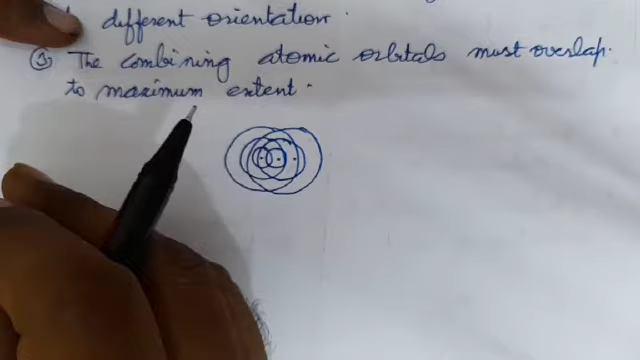 different orientation.
③ The combining atomic orbitals must overlap.
to maximum extent.